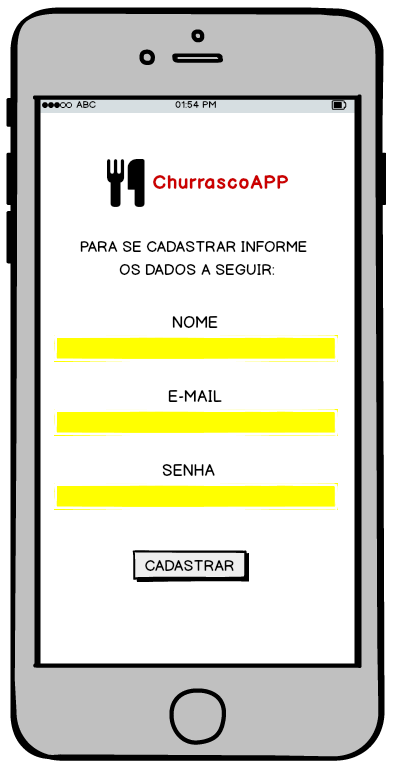 ABC 01:54 PM
ChurrascoAPP
PARA SE CADASTRAR INFORME
OS DADOS A SEGUIR:
NOME
E-MAIL
SENHA
CADASTRAR